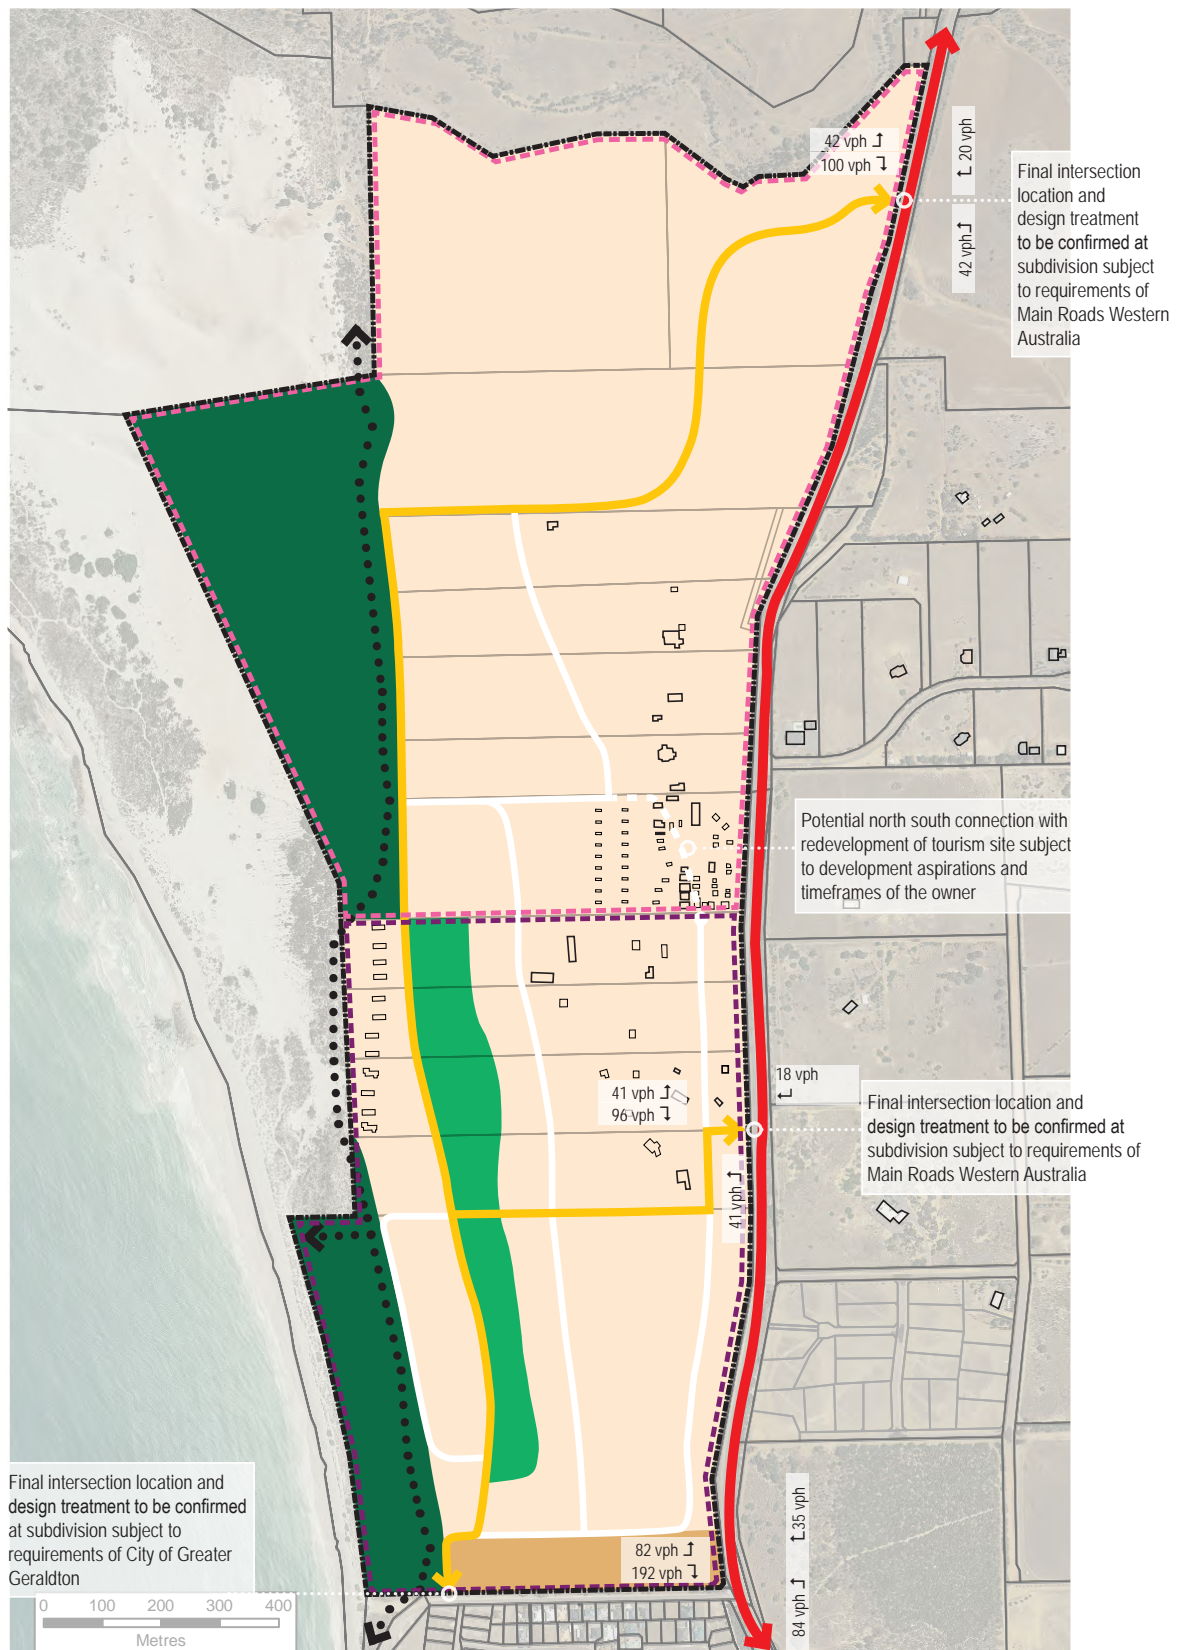 42 vph
100 vph
20 vph
42 vph
Final intersection
location and
design treatment
to be confirmed at
subdivision subject
to requirements of
Main Roads Western
Australia
Potential north south connection with
redevelopment of tourism site subject
to development aspirations and
timeframes of the owner
18 vph
41 vph
96 vph
41 vph
Final intersection location and
design treatment to be confirmed at
subdivision subject to requirements of
Main Roads Western Australia
Final intersection location and
design treatment to be confirmed
at subdivision subject to
requirements of City of Greater
Geraldton
82 vph
192 vph
35 vph
84 vph
0 100 200 300 400
Metres